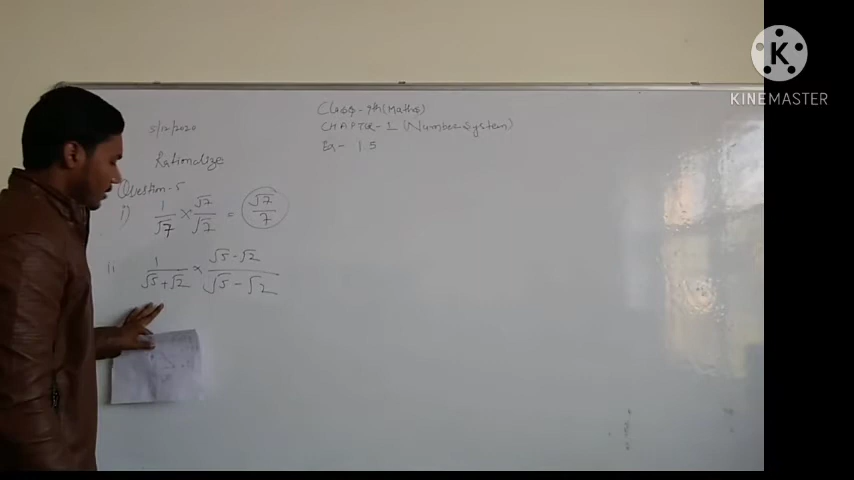 Class - 9th (Maths)
CHAPTER - 1 (Number System)
Ex - 1.5
5/12/2020
Rationalize
Question - 5
i) 1/√7 × √7/√7 = √7/7
ii 1/(√5+√2) × (√5-√2)/(√5-√2)
K
KINEMASTER